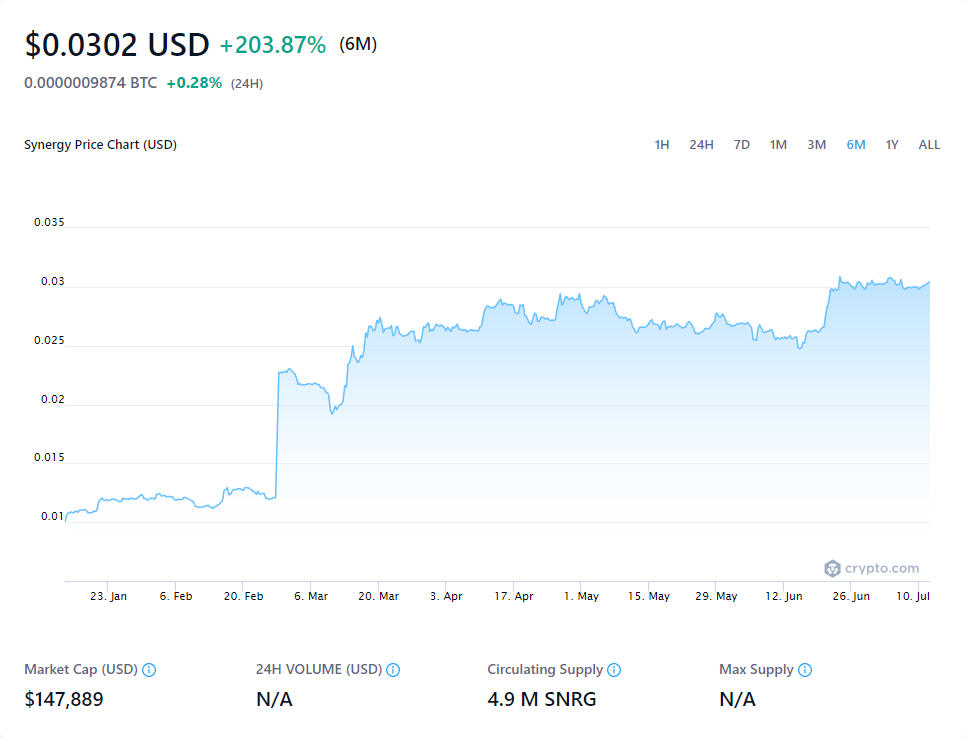 $0.0302 USD +203.87% (6M)
0.0000009874 BTC +0.28% (24H)
Synergy Price Chart (USD) 1H 24H 7D 1M 3M 6M 1Y ALL
0.035
0.03
0.025
0.02
0.015
0.01
crypto.com
23. Jan 6. Feb 20. Feb 6. Mar 20. Mar 3. Apr 17. Apr 1. May 15. May 29. May 12. Jun 26. Jun 10. Jul
Market Cap (USD) 24H VOLUME (USD) Circulating Supply Max Supply
$147,889 N/A 4.9 M SNRG N/A